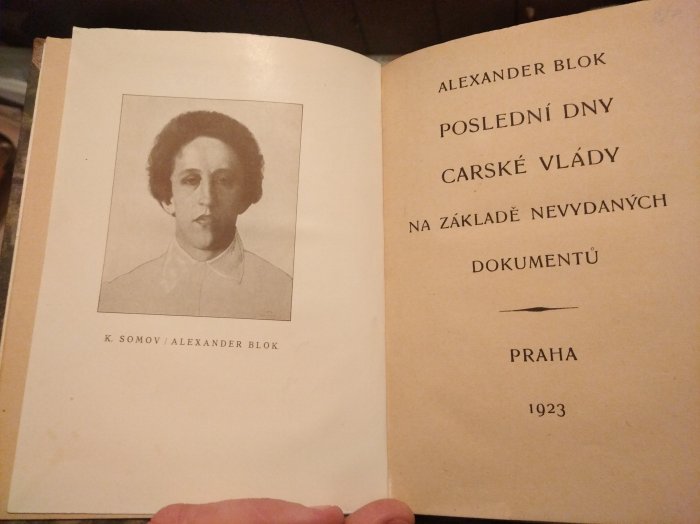 K. SOMOV / ALEXANDER BLOK
ALEXANDER BLOK
POSLEDNÍ DNY
CARSKÉ VLÁDY
NA ZÁKLADĚ NEVYDANÝCH
DOKUMENTŮ
PRAHA
1923